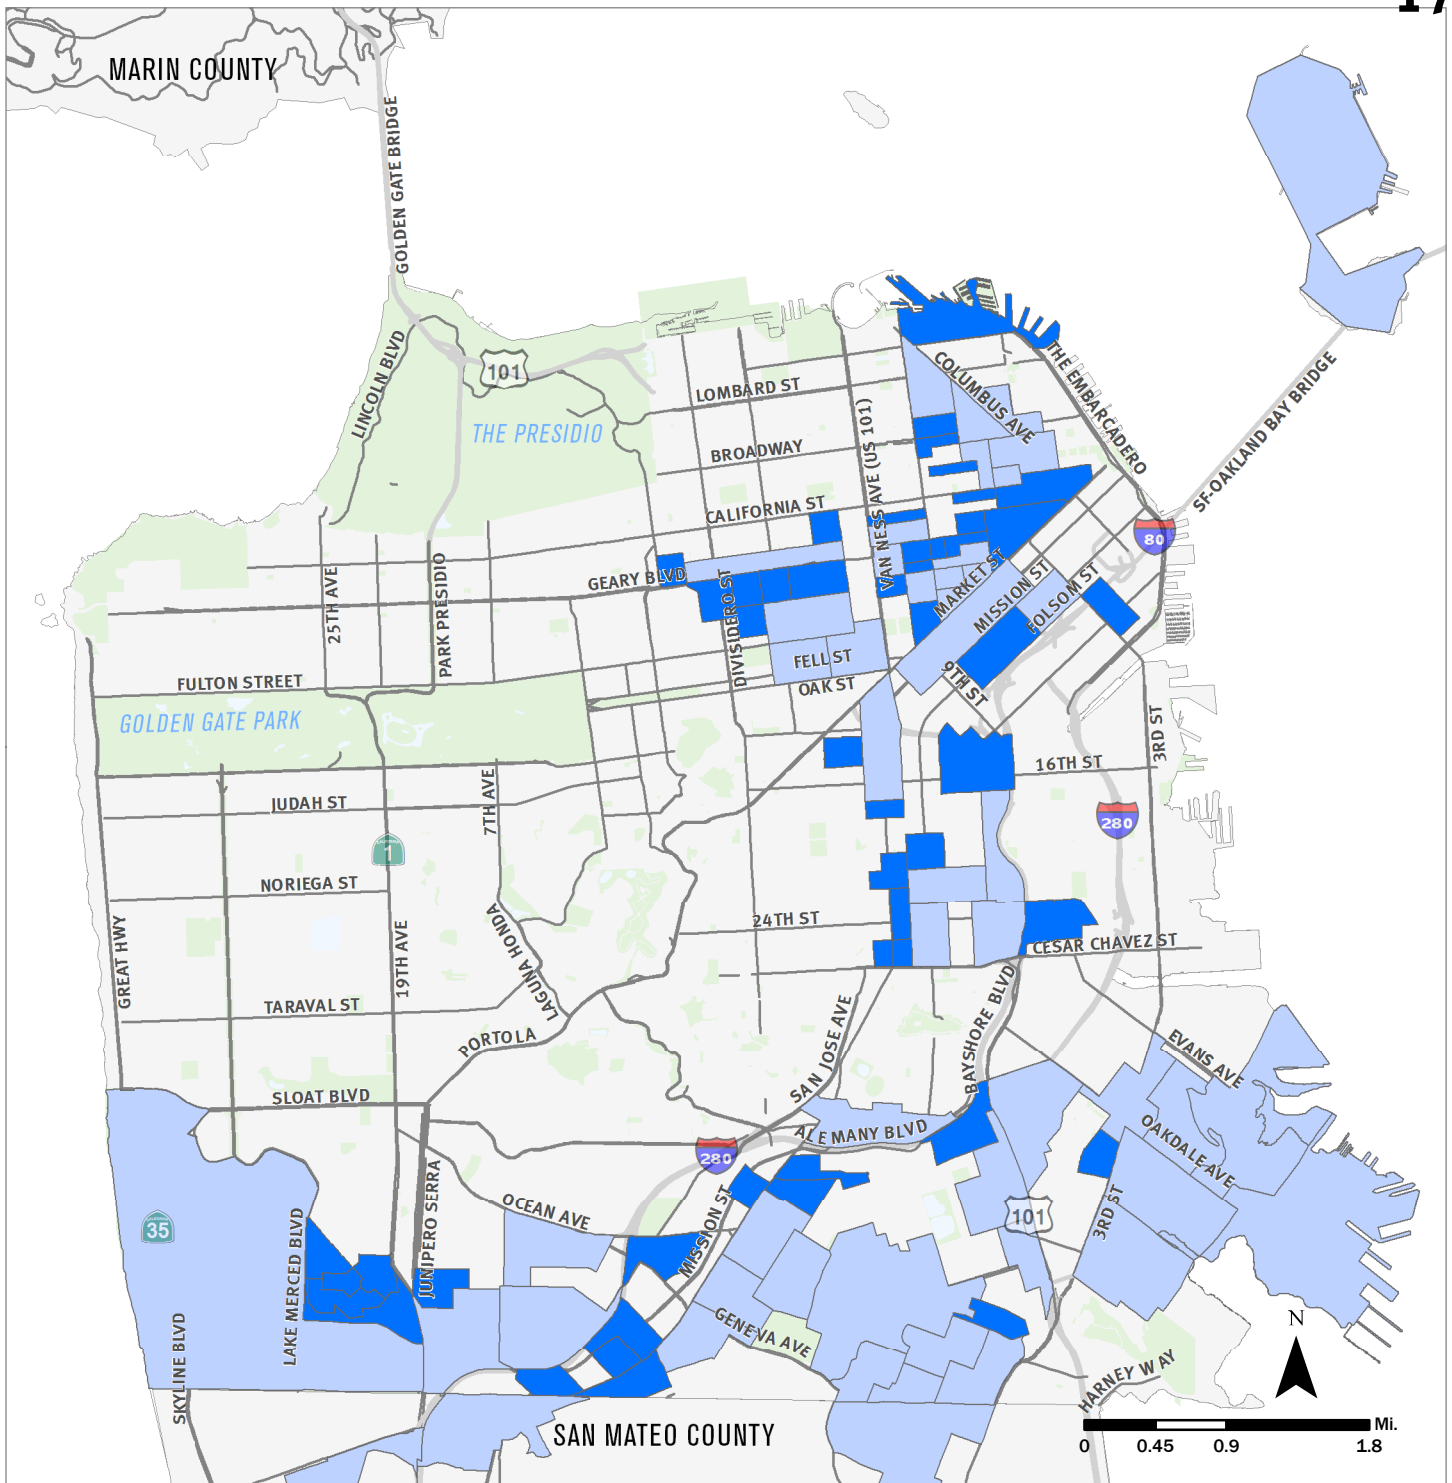 17
MARIN COUNTY
GOLDEN GATE BRIDGE
LINCOLN BLVD
101
THE PRESIDIO
LOMBARD ST
BROADWAY
CALIFORNIA ST
VAN NESS AVE (US 101)
COLUMBUS AVE
THE EMBARCADERO
SF-OAKLAND BAY BRIDGE
80
25TH AVE
PARK PRESIDIO
GEARY BLVD
DIVISIDERO ST
MARKET ST
MISSION ST
FOLSOM ST
FULTON STREET
FELL ST
OAK ST
9TH ST
GOLDEN GATE PARK
3RD ST
16TH ST
JUDAH ST
7TH AVE
280
1
NORIEGA ST
GREAT HWY
19TH AVE
LAGUNA HONDA
24TH ST
CESAR CHAVEZ ST
TARAVAL ST
PORTOLA
SAN JOSE AVE
BAYSHORE BLVD
EVANS AVE
SLOAT BLVD
ALEMANY BLVD
OAKDALE AVE
280
JUNIPERO SERRA
OCEAN AVE
MISSION ST
101
3RD ST
35
LAKE MERCED BLVD
SKYLINE BLVD
GENEVA AVE
HARNEY WAY
N
SAN MATEO COUNTY
Mi.
0 0.45 0.9 1.8